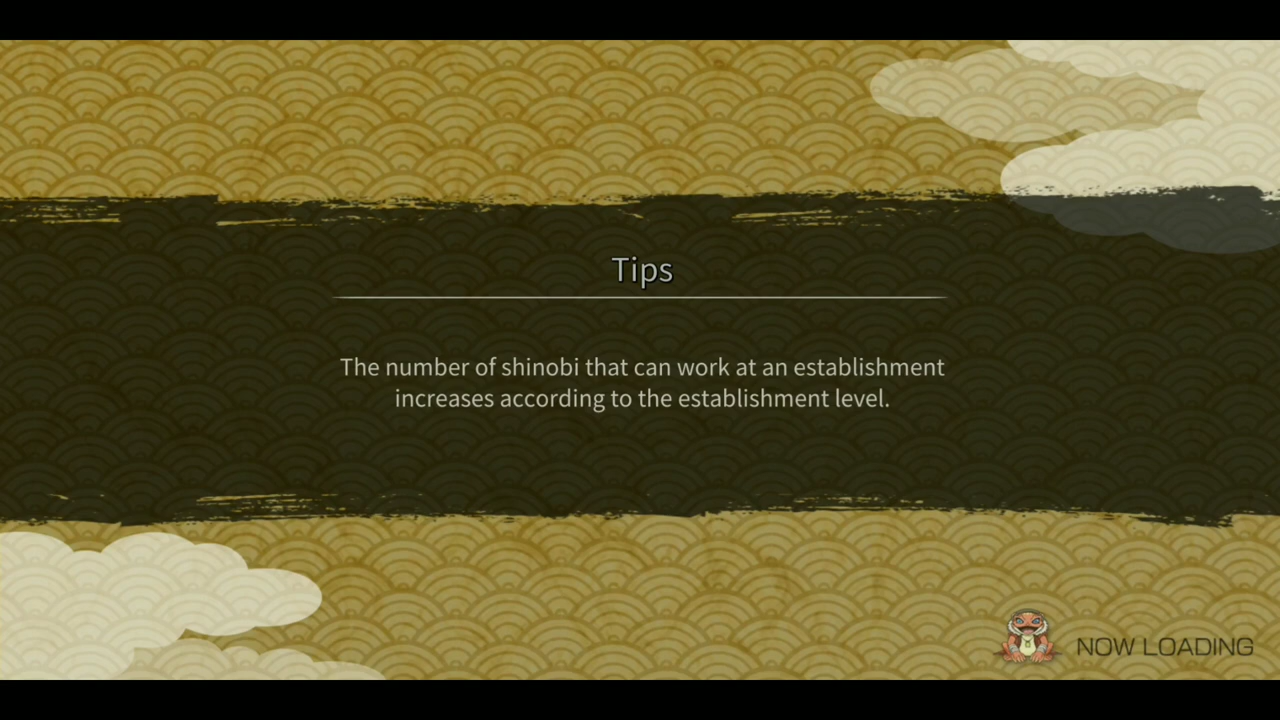 Tips
The number of shinobi that can work at an establishment
increases according to the establishment level.
NOW LOADING